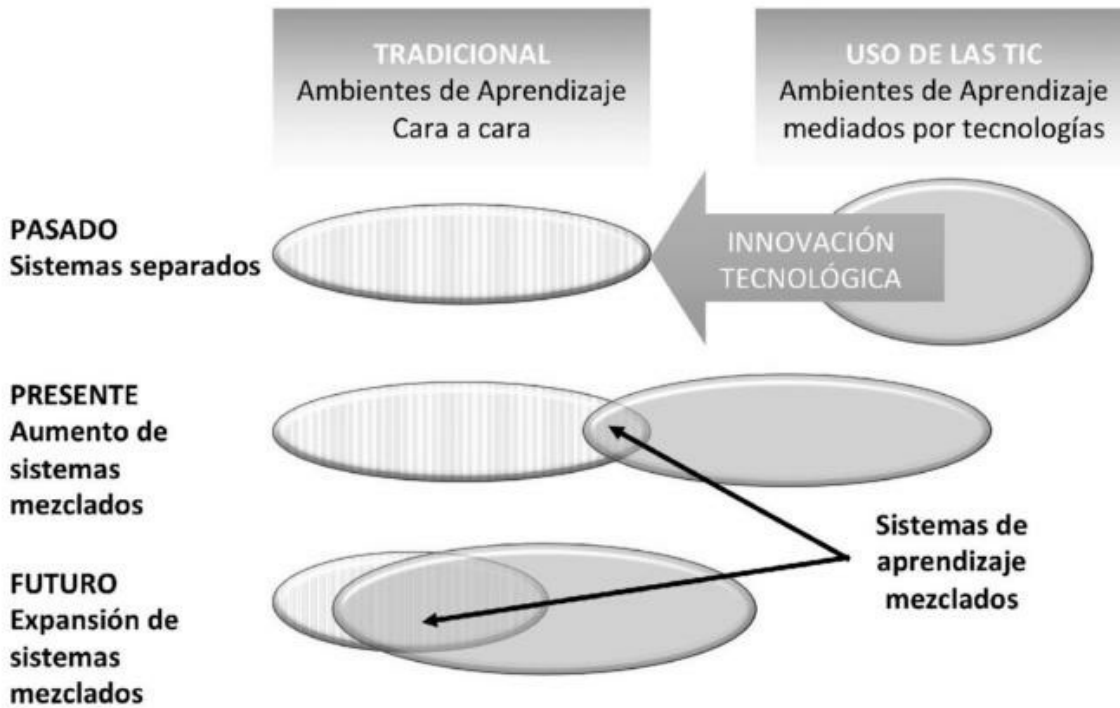 TRADICIONAL
Ambientes de Aprendizaje
Cara a cara
USO DE LAS TIC
Ambientes de Aprendizaje
mediados por tecnologías
PASADO
Sistemas separados
INNOVACIÓN
TECNOLÓGICA
PRESENTE
Aumento de
sistemas
mezclados
Sistemas de
aprendizaje
mezclados
FUTURO
Expansión de
sistemas
mezclados